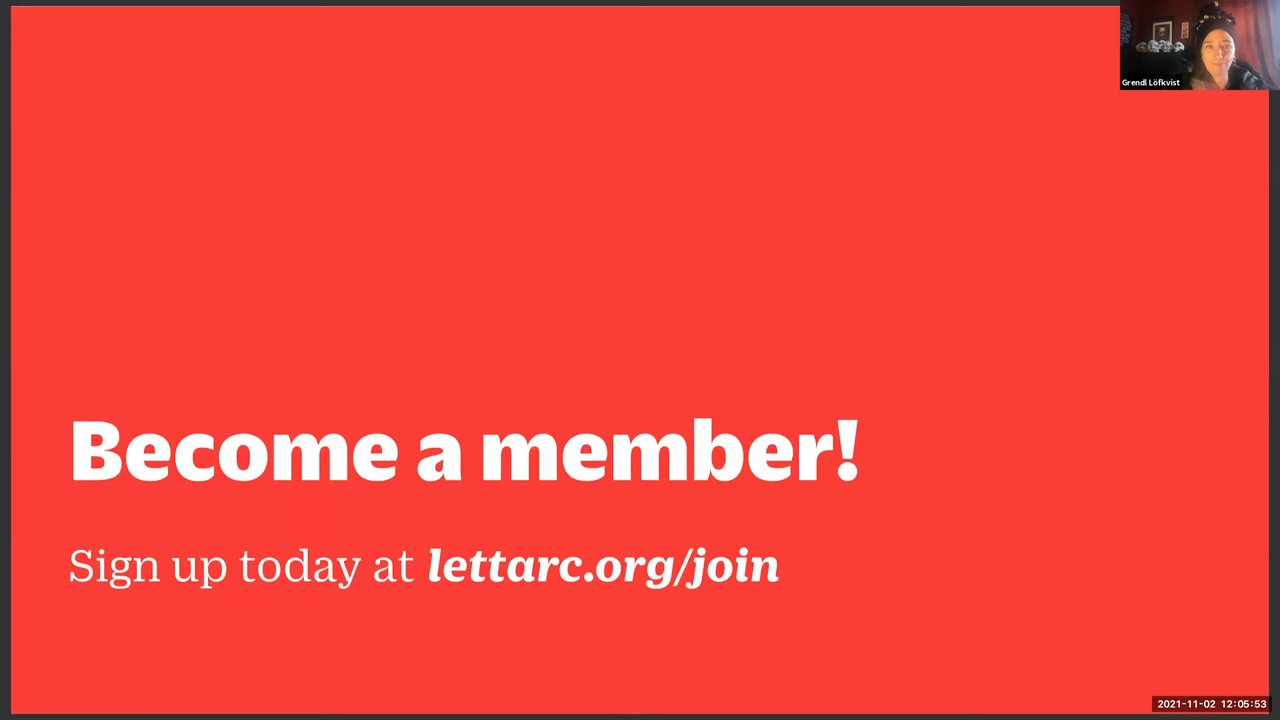 Grendl Löfkvist
Become a member!
Sign up today at lettarc.org/join
2021-11-02 12:05:53